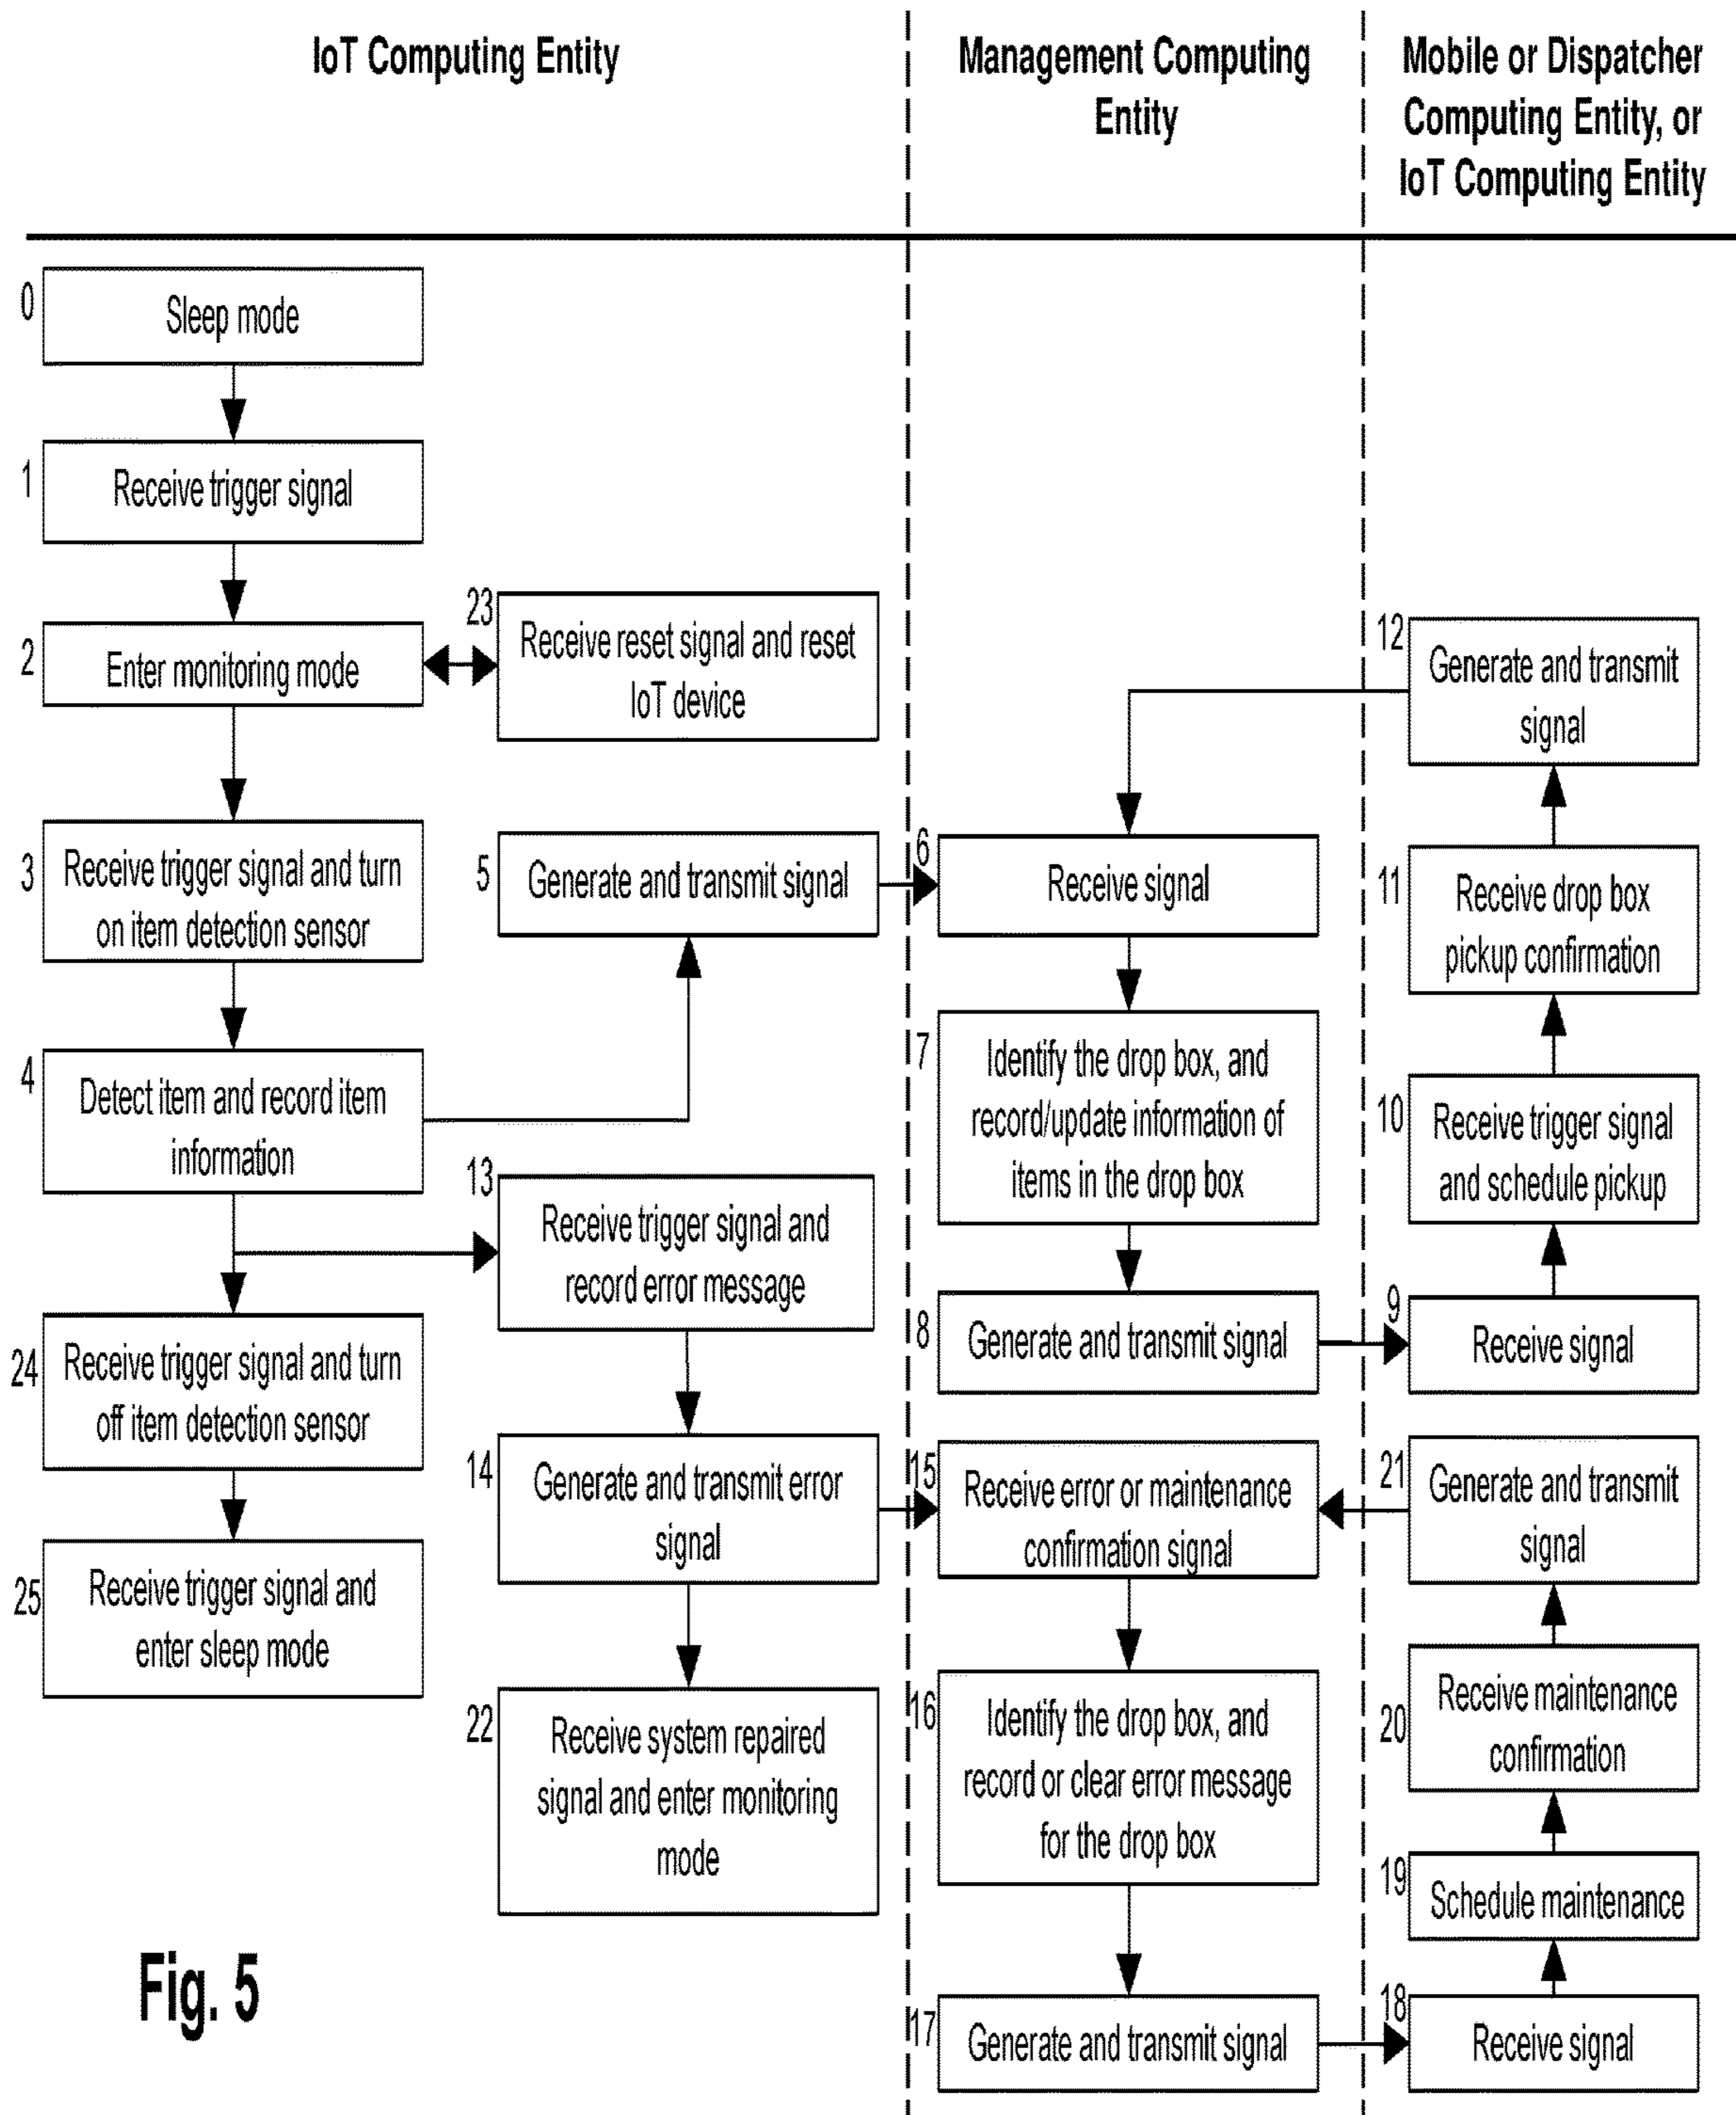 IoT Computing Entity
Management Computing
Entity
Mobile or Dispatcher
Computing Entity, or
IoT Computing Entity
0
Sleep mode
1
Receive trigger signal
2
Enter monitoring mode
23
Receive reset signal and reset
IoT device
3
Receive trigger signal and turn
on item detection sensor
4
Detect item and record item
information
5
Generate and transmit signal
13
Receive trigger signal and
record error message
24
Receive trigger signal and turn
off item detection sensor
14
Generate and transmit error
signal
25
Receive trigger signal and
enter sleep mode
22
Receive system repaired
signal and enter monitoring
mode
6
Receive signal
7
Identify the drop box, and
record/update information of
items in the drop box
8
Generate and transmit signal
15
Receive error or maintenance
confirmation signal
16
Identify the drop box, and
record or clear error message
for the drop box
17
Generate and transmit signal
12
Generate and transmit
signal
11
Receive drop box
pickup confirmation
10
Receive trigger signal
and schedule pickup
9
Receive signal
21
Generate and transmit
signal
20
Receive maintenance
confirmation
19
Schedule maintenance
18
Receive signal
Fig. 5